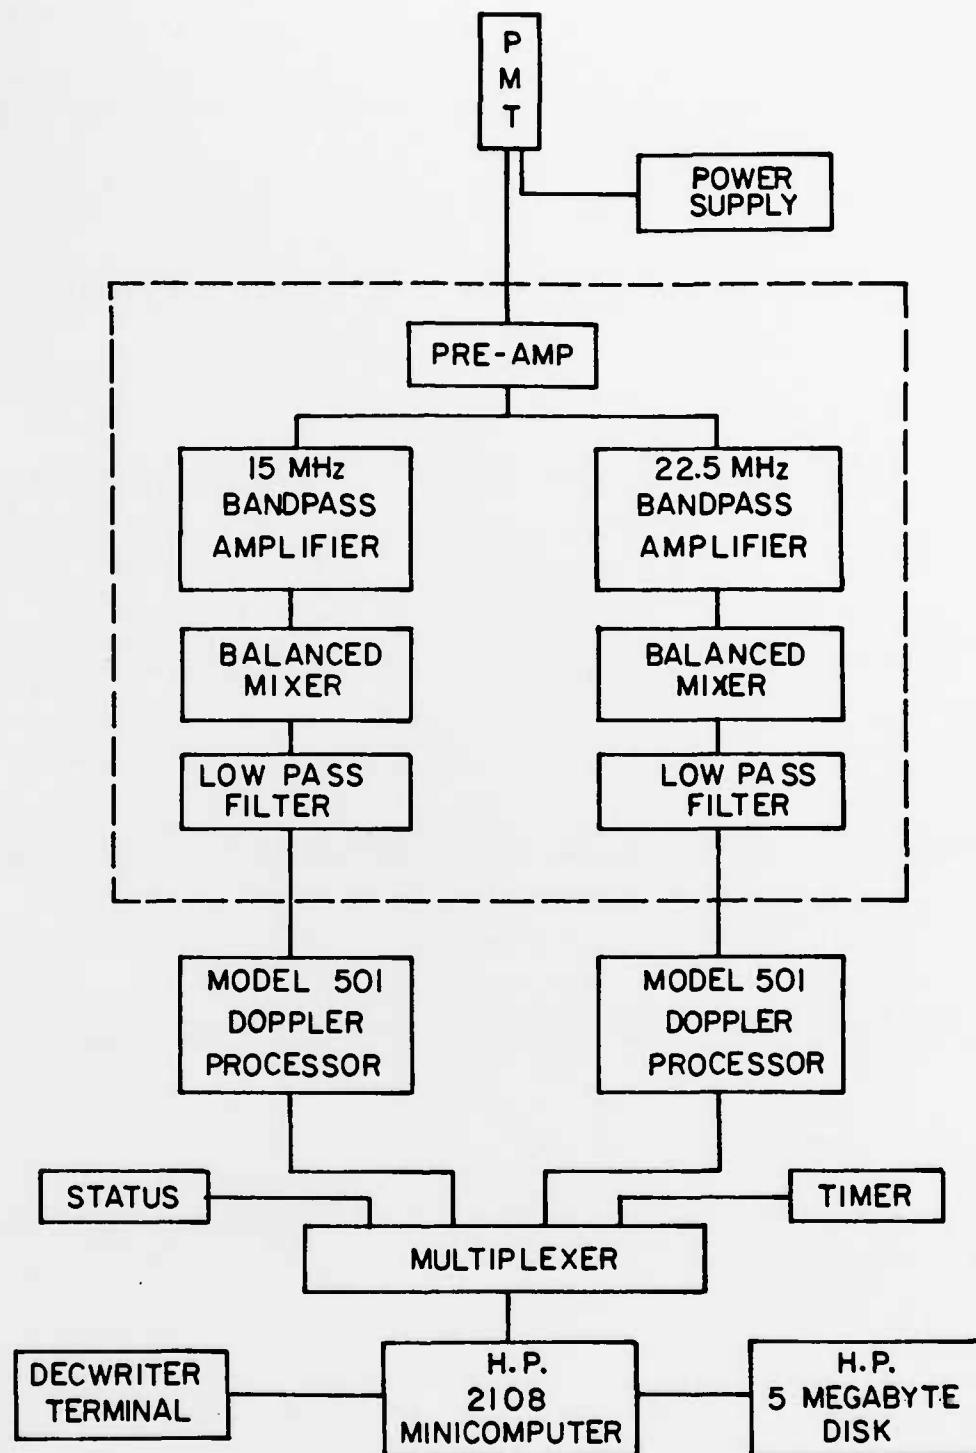 P
M
T
POWER
SUPPLY
PRE-AMP
15 MHz
BANDPASS
AMPLIFIER
22.5 MHz
BANDPASS
AMPLIFIER
BALANCED
MIXER
BALANCED
MIXER
LOW PASS
FILTER
LOW PASS
FILTER
MODEL 501
DOPPLER
PROCESSOR
MODEL 501
DOPPLER
PROCESSOR
STATUS
TIMER
MULTIPLEXER
DECWRITER
TERMINAL
H.P.
2108
MINICOMPUTER
H.P.
5 MEGABYTE
DISK